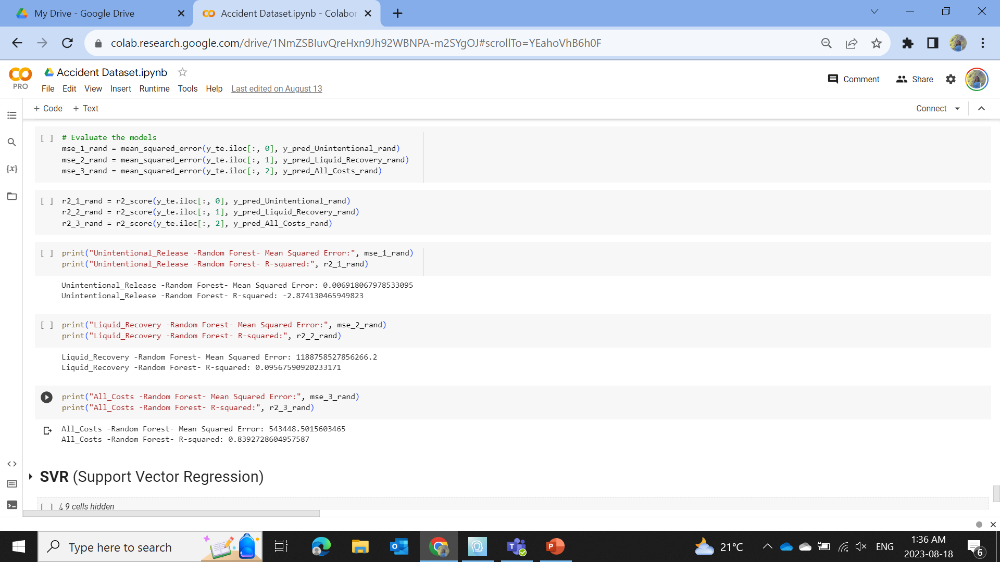 My Drive - Google Drive
Accident Dataset.ipynb - Colabor
colab.research.google.com/drive/1NmZSBIuvQreHxn9Jh92WBNPA-m2SYgOJ#scrollTo=YEahoVhB6h0F
PRO
Accident Dataset.ipynb
File Edit View Insert Runtime Tools Help Last edited on August 13
Comment Share
+ Code + Text
Connect
{x}
[ ] # Evaluate the models
mse_1_rand = mean_squared_error(y_te.iloc[:, 0], y_pred_Unintentional_rand)
mse_2_rand = mean_squared_error(y_te.iloc[:, 1], y_pred_Liquid_Recovery_rand)
mse_3_rand = mean_squared_error(y_te.iloc[:, 2], y_pred_All_Costs_rand)
[ ] r2_1_rand = r2_score(y_te.iloc[:, 0], y_pred_Unintentional_rand)
r2_2_rand = r2_score(y_te.iloc[:, 1], y_pred_Liquid_Recovery_rand)
r2_3_rand = r2_score(y_te.iloc[:, 2], y_pred_All_Costs_rand)
[ ] print("Unintentional_Release -Random Forest- Mean Squared Error:", mse_1_rand)
print("Unintentional_Release -Random Forest- R-squared:", r2_1_rand)
Unintentional_Release -Random Forest- Mean Squared Error: 0.006918067978533095
Unintentional_Release -Random Forest- R-squared: -2.874130465949823
[ ] print("Liquid_Recovery -Random Forest- Mean Squared Error:", mse_2_rand)
print("Liquid_Recovery -Random Forest- R-squared:", r2_2_rand)
Liquid_Recovery -Random Forest- Mean Squared Error: 1188758527856266.2
Liquid_Recovery -Random Forest- R-squared: 0.09567590920233171
print("All_Costs -Random Forest- Mean Squared Error:", mse_3_rand)
print("All_Costs -Random Forest- R-squared:", r2_3_rand)
All_Costs -Random Forest- Mean Squared Error: 543448.5015603465
All_Costs -Random Forest- R-squared: 0.8392728604957587
SVR (Support Vector Regression)
[ ] ↳ 9 cells hidden
Type here to search
21°C
ENG
1:36 AM
2023-08-18
6